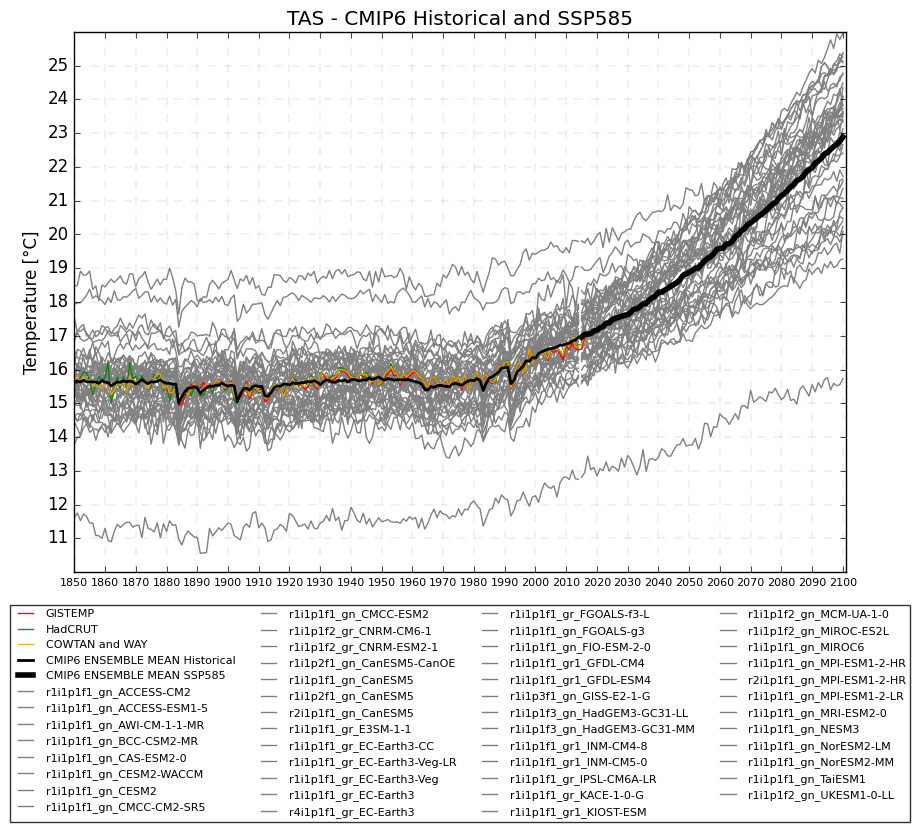 TAS - CMIP6 Historical and SSP585
Temperature [°C]
25
24
23
22
21
20
19
18
17
16
15
14
13
12
11
1850 1860 1870 1880 1890 1900 1910 1920 1930 1940 1950 1960 1970 1980 1990 2000 2010 2020 2030 2040 2050 2060 2070 2080 2090 2100
GISTEMP
HadCRUT
COWTAN and WAY
CMIP6 ENSEMBLE MEAN Historical
CMIP6 ENSEMBLE MEAN SSP585
r1i1p1f1_gn_ACCESS-CM2
r1i1p1f1_gn_ACCESS-ESM1-5
r1i1p1f1_gn_AWI-CM-1-1-MR
r1i1p1f1_gn_BCC-CSM2-MR
r1i1p1f1_gn_CAS-ESM2-0
r1i1p1f1_gn_CESM2-WACCM
r1i1p1f1_gn_CESM2
r1i1p1f1_gn_CMCC-CM2-SR5
r1i1p1f1_gn_CMCC-ESM2
r1i1p1f2_gr_CNRM-CM6-1
r1i1p1f2_gr_CNRM-ESM2-1
r1i1p2f1_gn_CanESM5-CanOE
r1i1p1f1_gn_CanESM5
r1i1p2f1_gn_CanESM5
r2i1p1f1_gn_CanESM5
r1i1p1f1_gr_E3SM-1-1
r1i1p1f1_gr_EC-Earth3-CC
r1i1p1f1_gr_EC-Earth3-Veg-LR
r1i1p1f1_gr_EC-Earth3-Veg
r1i1p1f1_gr_EC-Earth3
r4i1p1f1_gr_EC-Earth3
r1i1p1f1_gr_FGOALS-f3-L
r1i1p1f1_gn_FGOALS-g3
r1i1p1f1_gn_FIO-ESM-2-0
r1i1p1f1_gr1_GFDL-CM4
r1i1p1f1_gr1_GFDL-ESM4
r1i1p3f1_gn_GISS-E2-1-G
r1i1p1f3_gn_HadGEM3-GC31-LL
r1i1p1f3_gn_HadGEM3-GC31-MM
r1i1p1f1_gr1_INM-CM4-8
r1i1p1f1_gr1_INM-CM5-0
r1i1p1f1_gr_IPSL-CM6A-LR
r1i1p1f1_gr_KACE-1-0-G
r1i1p1f1_gr1_KIOST-ESM
r1i1p1f2_gn_MCM-UA-1-0
r1i1p1f2_gn_MIROC-ES2L
r1i1p1f1_gn_MIROC6
r1i1p1f1_gn_MPI-ESM1-2-HR
r2i1p1f1_gn_MPI-ESM1-2-HR
r1i1p1f1_gn_MPI-ESM1-2-LR
r1i1p1f1_gn_MRI-ESM2-0
r1i1p1f1_gn_NESM3
r1i1p1f1_gn_NorESM2-LM
r1i1p1f1_gn_NorESM2-MM
r1i1p1f1_gn_TaiESM1
r1i1p1f2_gn_UKESM1-0-LL